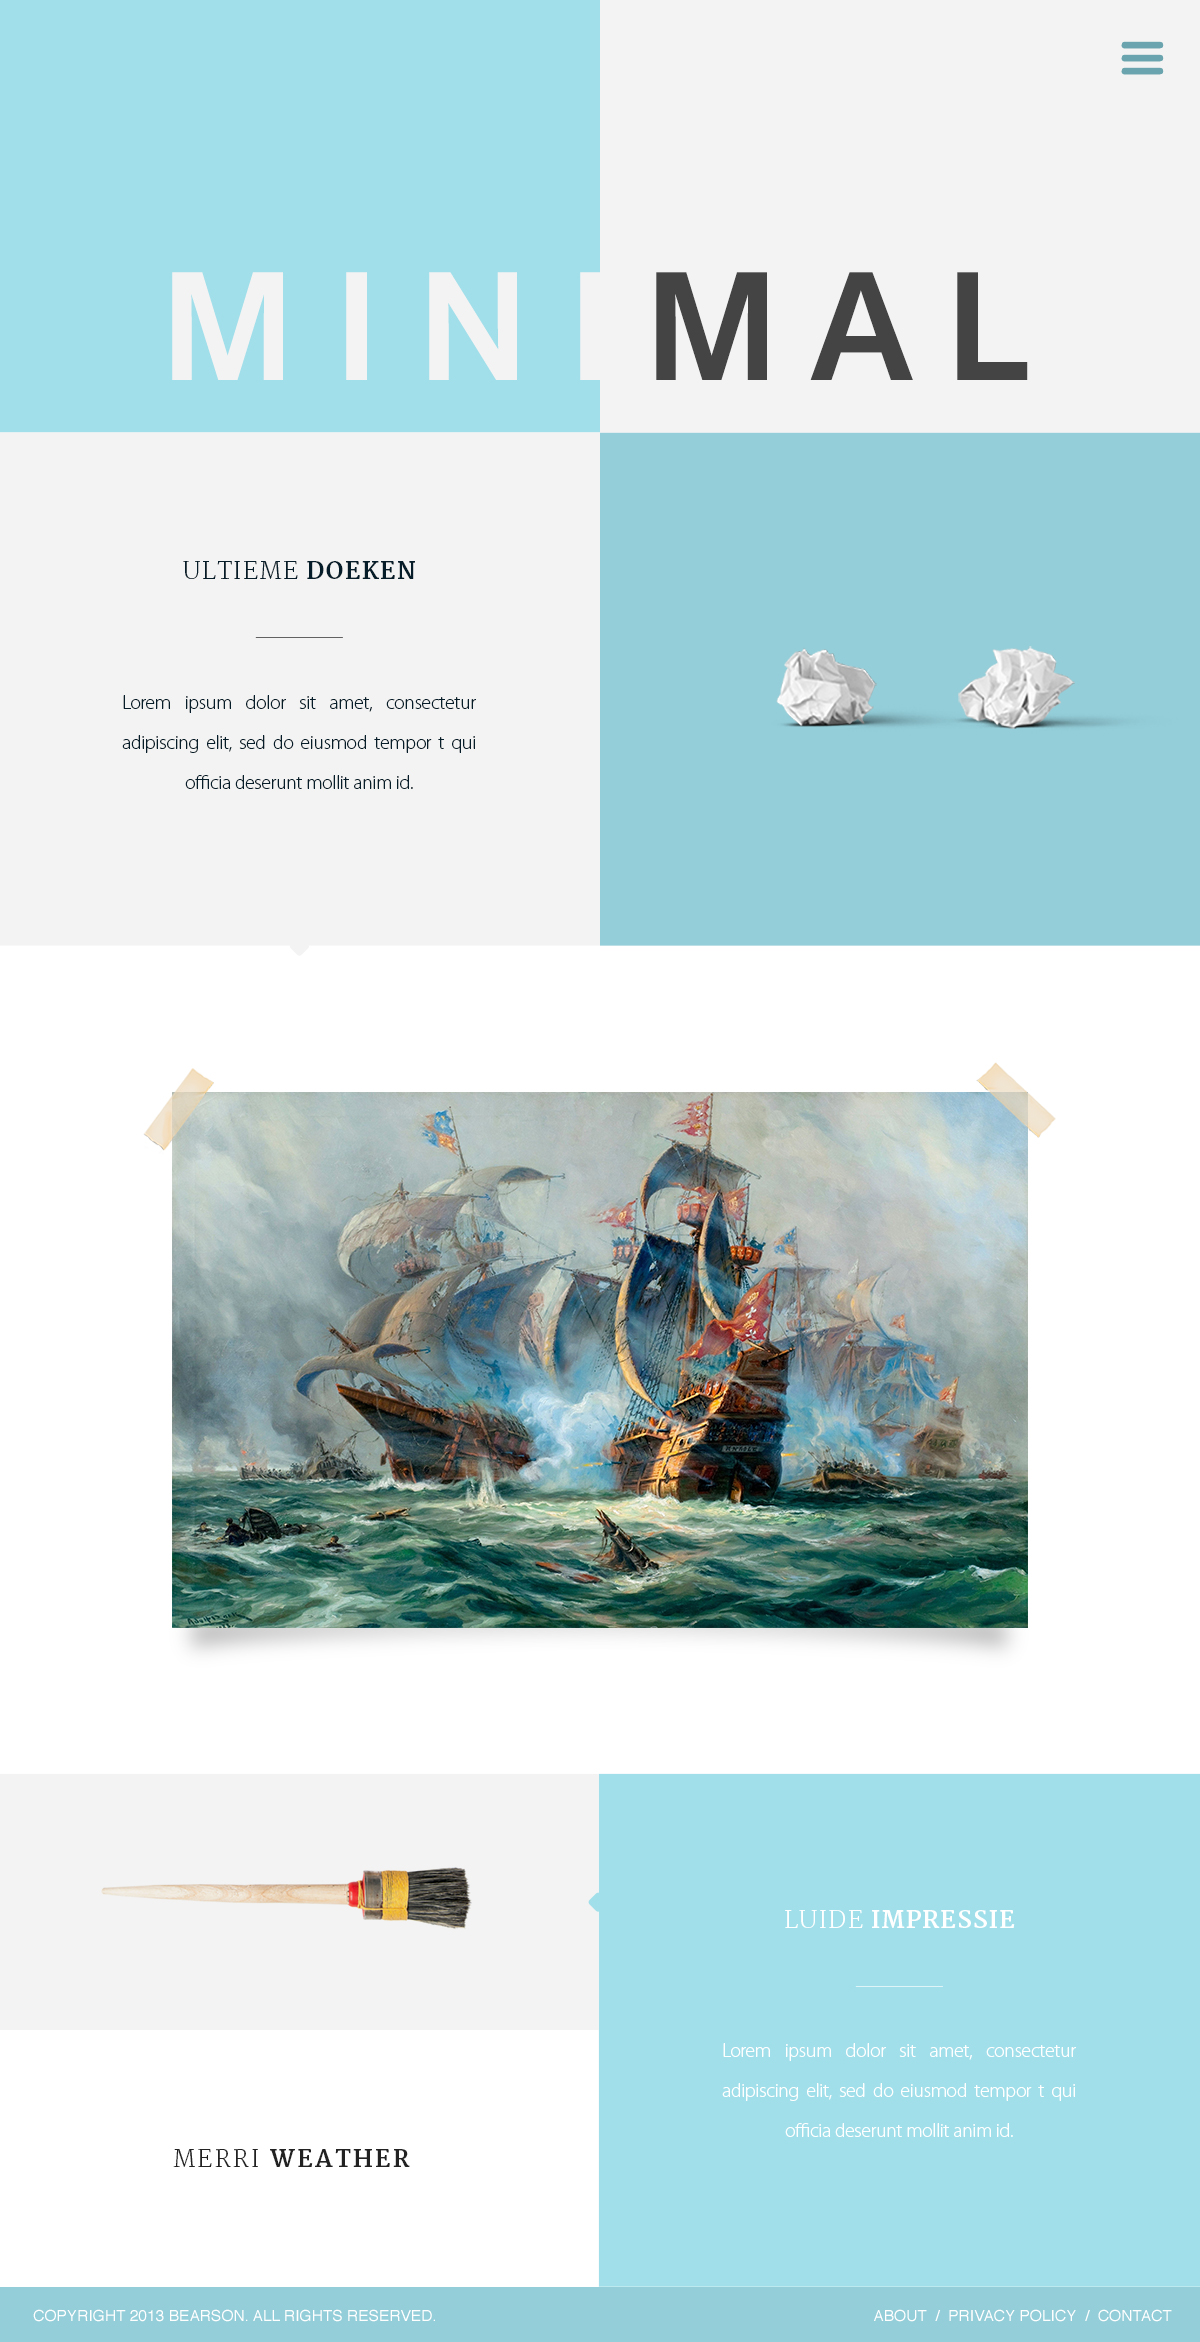 MINIMAL
ULTIEME DOEKEN
Lorem ipsum dolor sit amet, consectetur
adipiscing elit, sed do eiusmod tempor t qui
officia deserunt mollit anim id.
LUIDE IMPRESSIE
Lorem ipsum dolor sit amet, consectetur
adipiscing elit, sed do eiusmod tempor t qui
officia deserunt mollit anim id.
MERRI WEATHER
COPYRIGHT 2013 BEARSON. ALL RIGHTS RESERVED.
ABOUT / PRIVACY POLICY / CONTACT